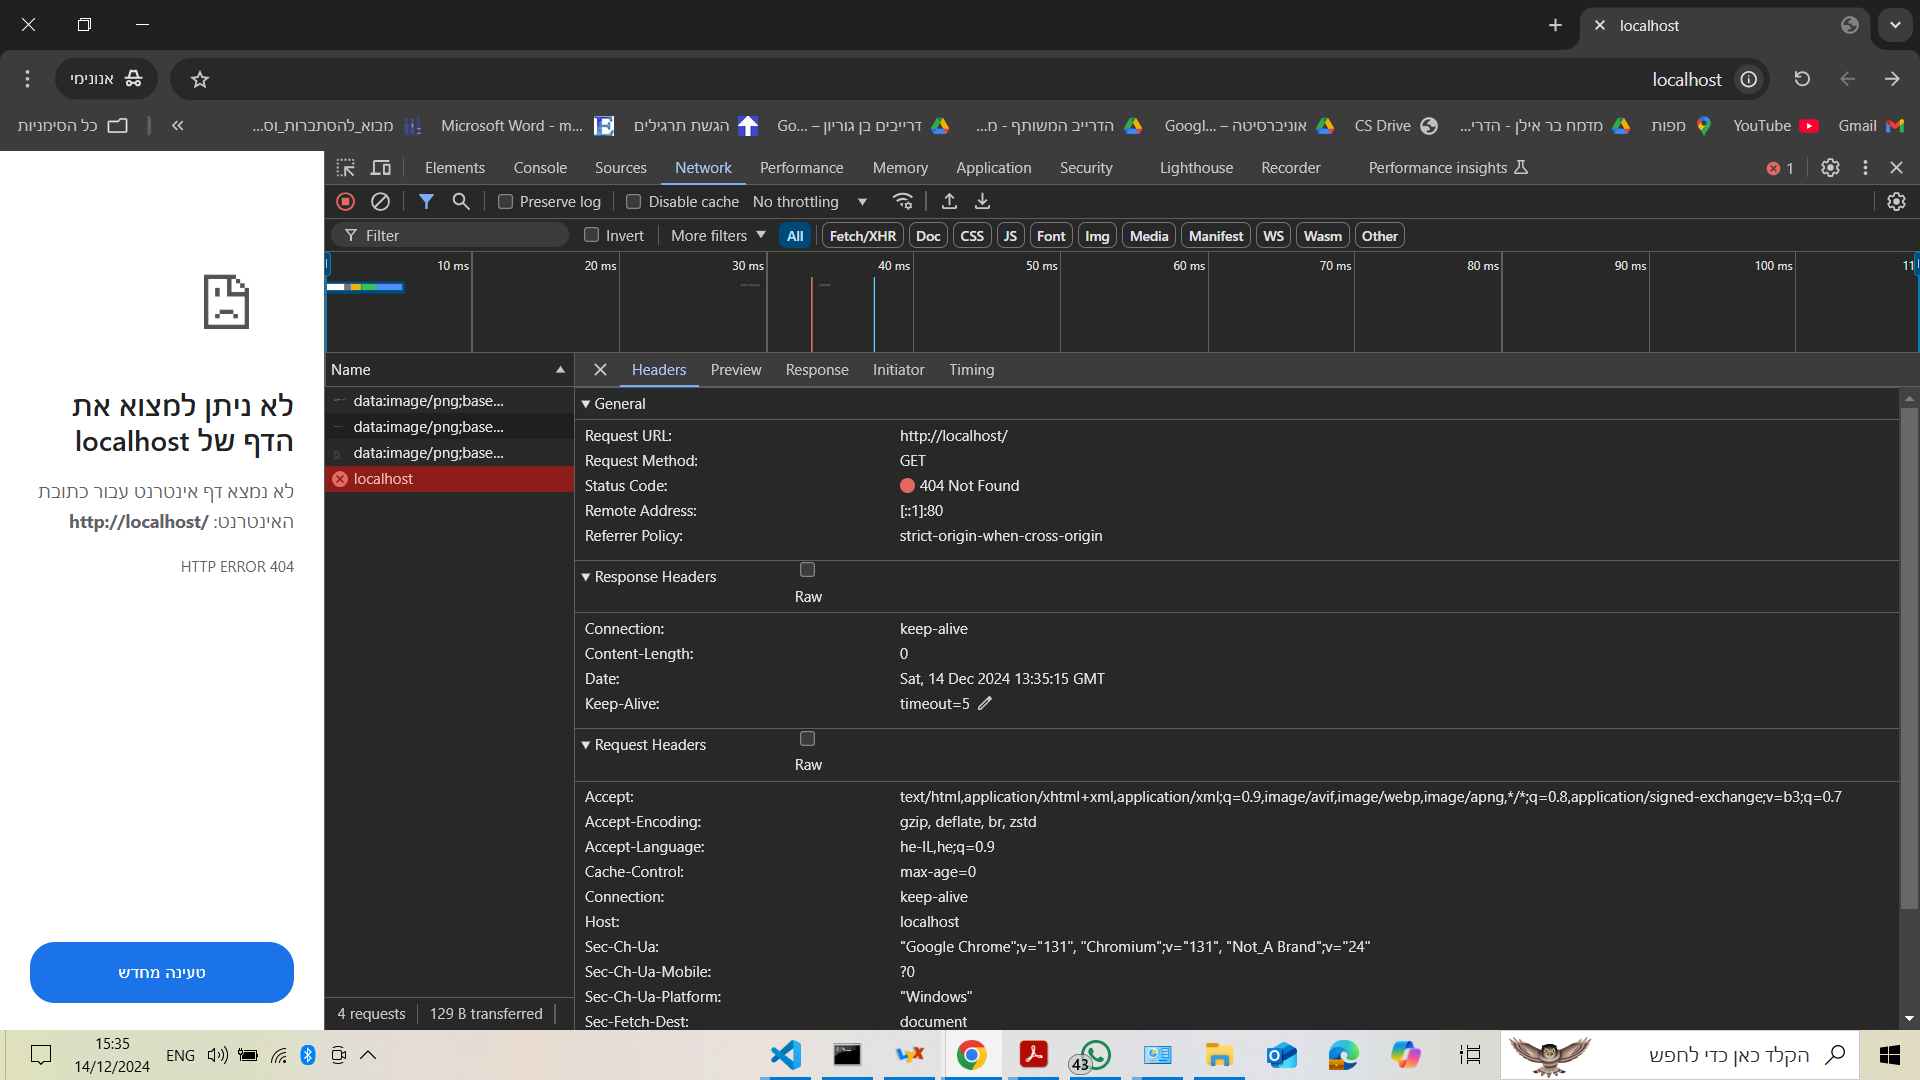 localhost
אנונימי
localhost
כל הסימניות
מבוא_להסתברות_וס...
Microsoft Word - m...
הגשת תרגילים
דרייבים בן גוריון – Go...
הדרייב המשותף - מ...
אוניברסיטה – Googl...
CS Drive
מדמח בר אילן - הדרי...
מפות
YouTube
Gmail
Elements Console Sources Network Performance Memory Application Security Lighthouse Recorder Performance insights 1
Preserve log Disable cache No throttling
Filter Invert More filters All Fetch/XHR Doc CSS JS Font Img Media Manifest WS Wasm Other
10 ms 20 ms 30 ms 40 ms 50 ms 60 ms 70 ms 80 ms 90 ms 100 ms 11
לא ניתן למצוא את
הדף של localhost
לא נמצא דף אינטרנט עבור כתובת
האינטרנט: http://localhost/
HTTP ERROR 404
טעינה מחדש
Name
data:image/png;base...
data:image/png;base...
data:image/png;base...
localhost
4 requests 129 B transferred
Headers Preview Response Initiator Timing
General
Request URL: http://localhost/
Request Method: GET
Status Code: 404 Not Found
Remote Address: [::1]:80
Referrer Policy: strict-origin-when-cross-origin
Response Headers
Raw
Connection: keep-alive
Content-Length: 0
Date: Sat, 14 Dec 2024 13:35:15 GMT
Keep-Alive: timeout=5
Request Headers
Raw
Accept: text/html,application/xhtml+xml,application/xml;q=0.9,image/avif,image/webp,image/apng,*/*;q=0.8,application/signed-exchange;v=b3;q=0.7
Accept-Encoding: gzip, deflate, br, zstd
Accept-Language: he-IL,he;q=0.9
Cache-Control: max-age=0
Connection: keep-alive
Host: localhost
Sec-Ch-Ua: "Google Chrome";v="131", "Chromium";v="131", "Not_A Brand";v="24"
Sec-Ch-Ua-Mobile: ?0
Sec-Ch-Ua-Platform: "Windows"
Sec-Fetch-Dest: document
15:35
14/12/2024
ENG
43
הקלד כאן כדי לחפש